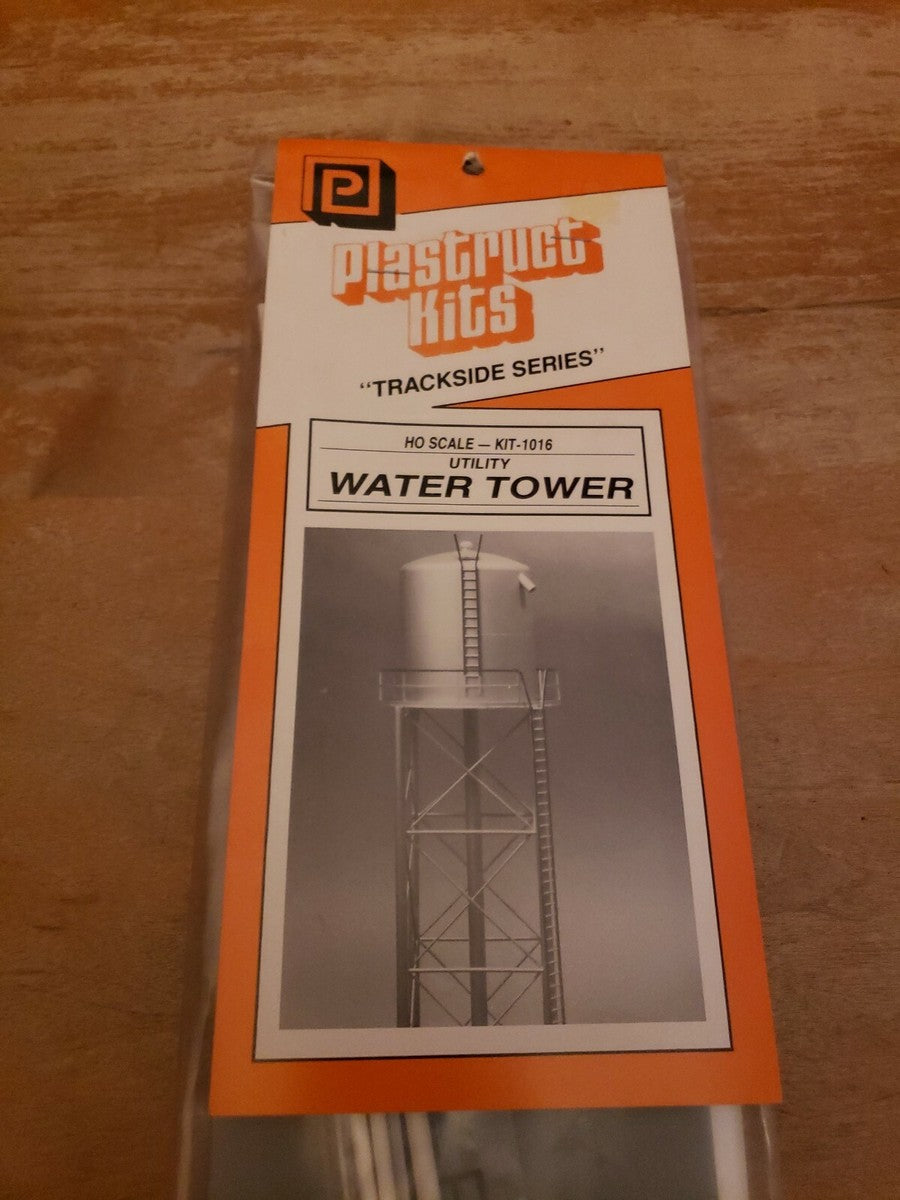 P
Plastruct
Kits
“TRACKSIDE SERIES”
HO SCALE — KIT-1016
UTILITY
WATER TOWER